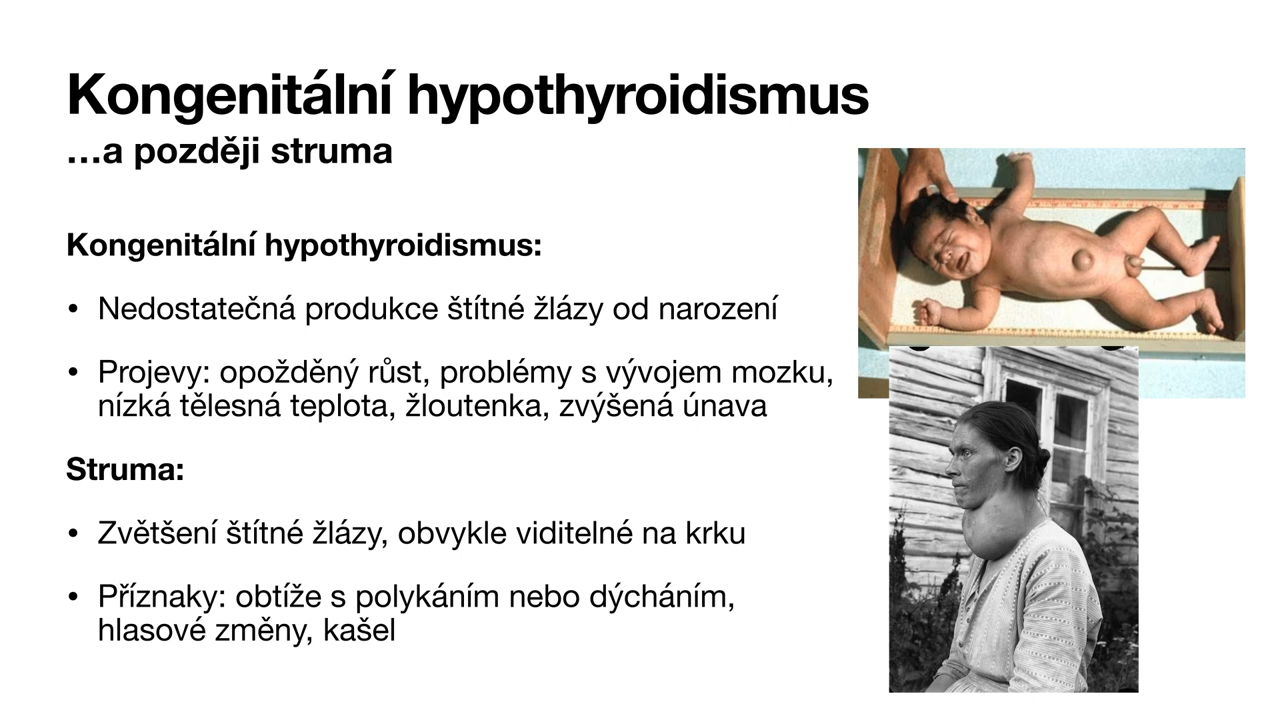 Kongenitální hypothyroidismus
…a později struma
Kongenitální hypothyroidismus:
• Nedostatečná produkce štítné žlázy od narození
• Projevy: opožděný růst, problémy s vývojem mozku,
nízká tělesná teplota, žloutenka, zvýšená únava
Struma:
• Zvětšení štítné žlázy, obvykle viditelné na krku
• Příznaky: obtíže s polykáním nebo dýcháním,
hlasové změny, kašel